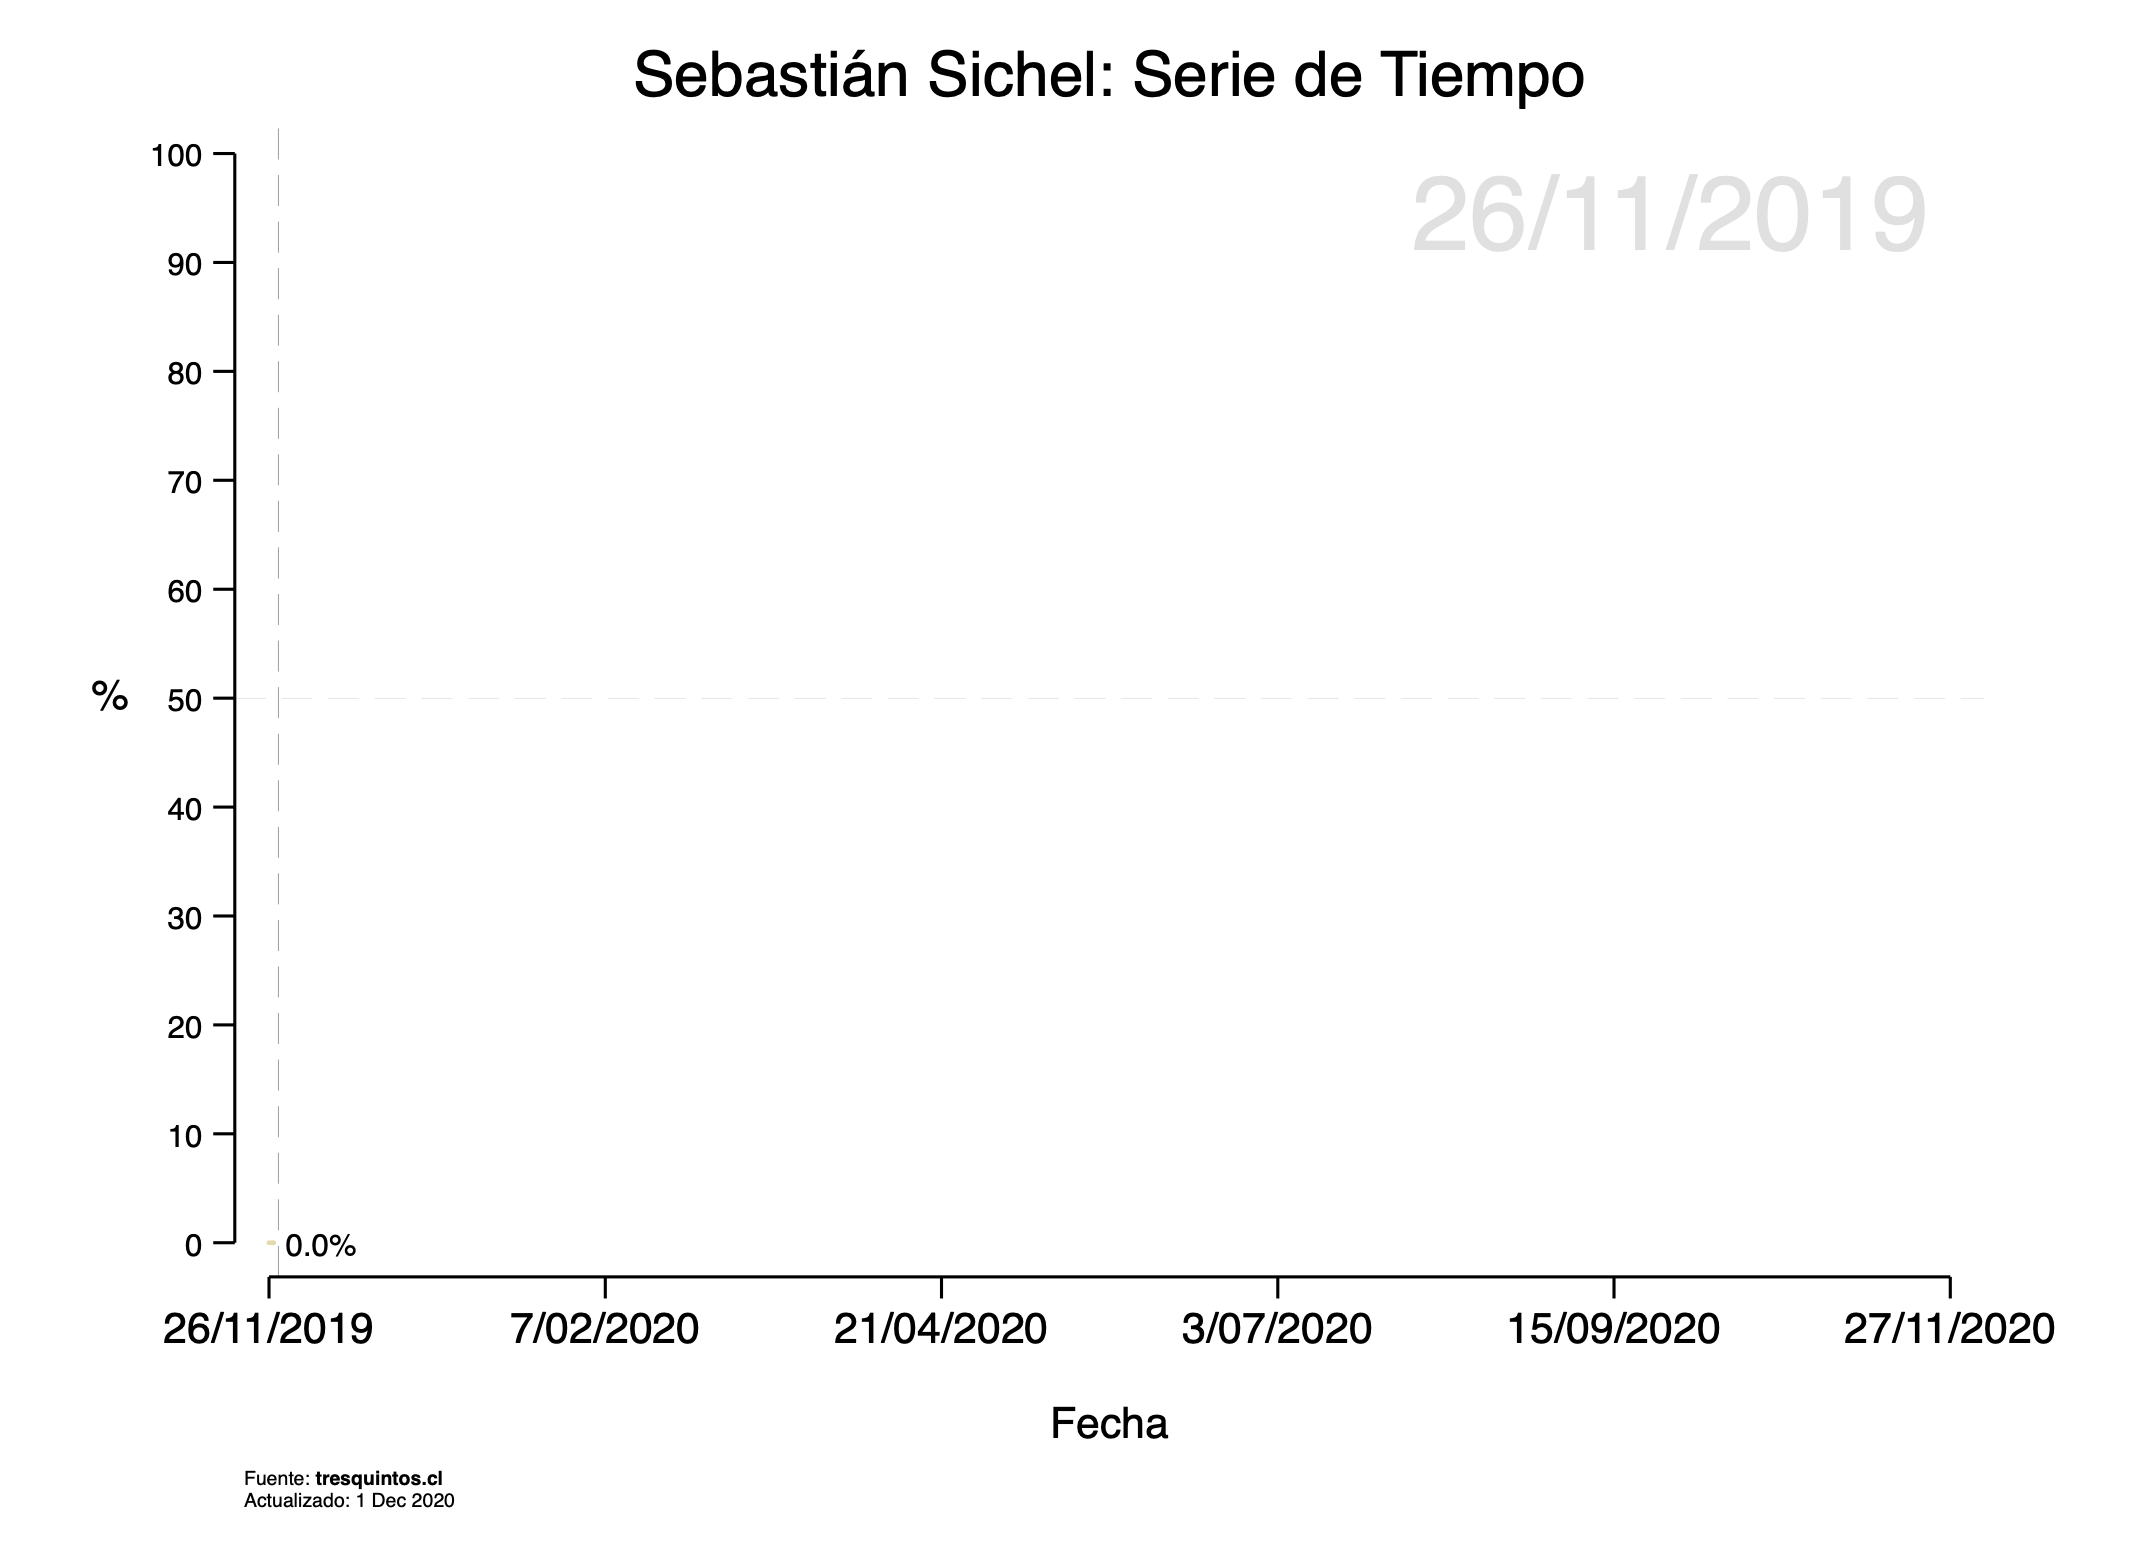 Sebastián Sichel: Serie de Tiempo
26/11/2019
100
90
80
70
60
50
40
30
20
10
0
%
0.0%
26/11/2019 7/02/2020 21/04/2020 3/07/2020 15/09/2020 27/11/2020
Fecha
Fuente: tresquintos.cl
Actualizado: 1 Dec 2020